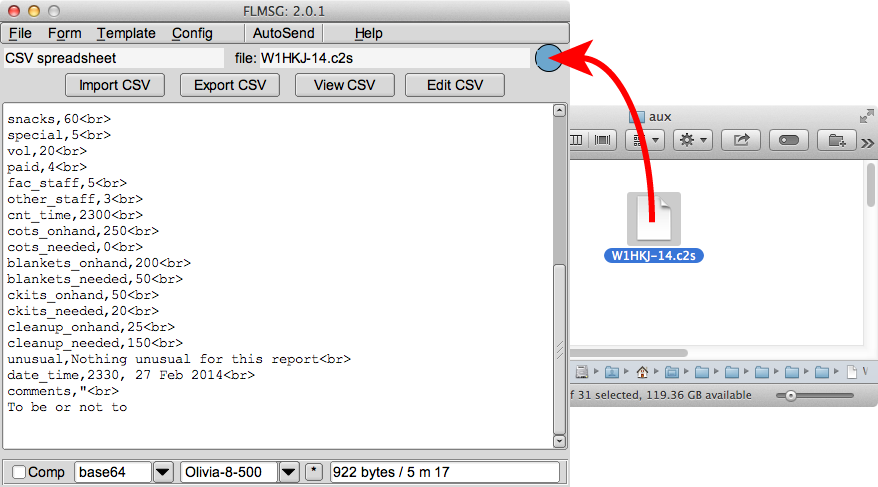 FLMSG: 2.0.1
File Form Template Config AutoSend Help
CSV spreadsheet file: W1HKJ-14.c2s
Import CSV Export CSV View CSV Edit CSV
snacks,60<br>
special,5<br>
vol,20<br>
paid,4<br>
fac_staff,5<br>
other_staff,3<br>
cnt_time,2300<br>
cots_onhand,250<br>
cots_needed,0<br>
blankets_onhand,200<br>
blankets_needed,50<br>
ckits_onhand,50<br>
ckits_needed,20<br>
cleanup_onhand,25<br>
cleanup_needed,150<br>
unusual,Nothing unusual for this report<br>
date_time,2330, 27 Feb 2014<br>
comments,"<br>
To be or not to
Comp base64 Olivia-8-500 * 922 bytes / 5 m 17
aux
W1HKJ-14.c2s
f 31 selected, 119.36 GB available